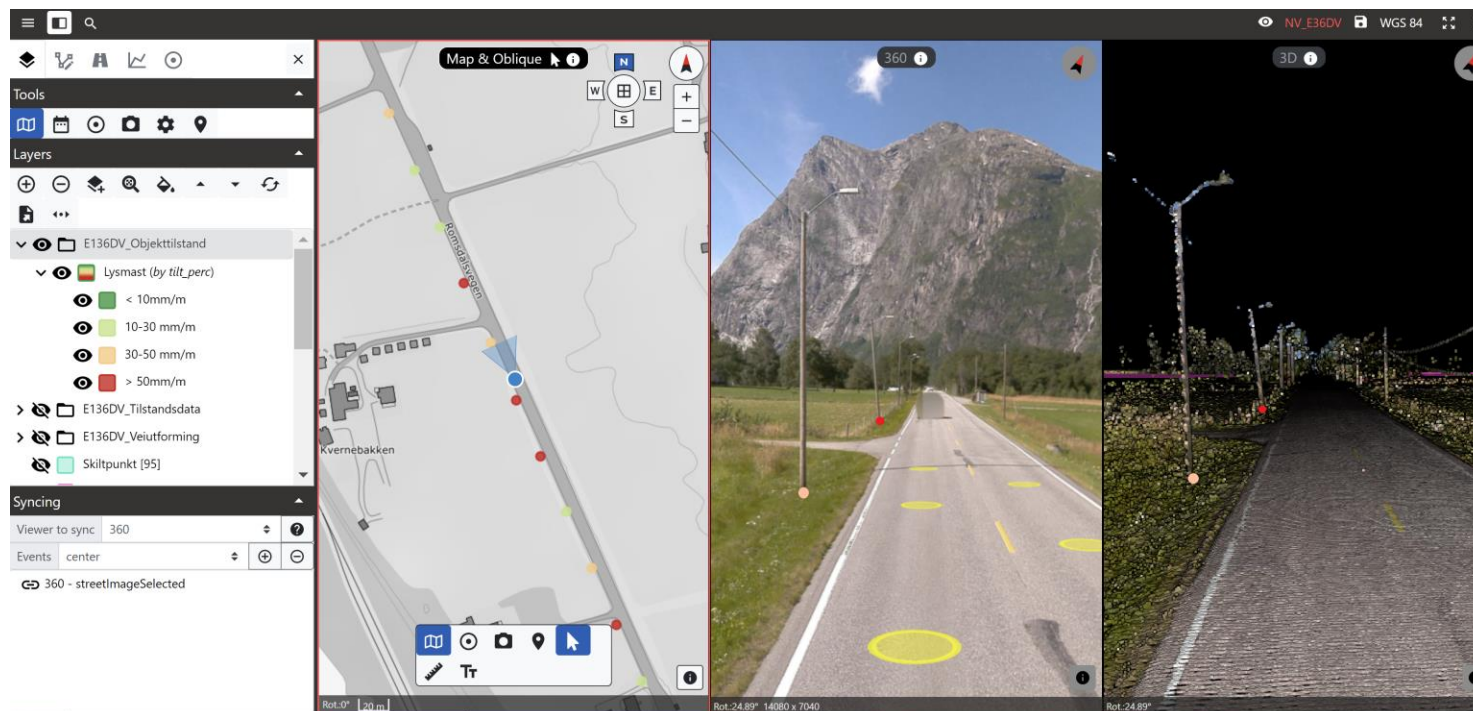 NV_E36DV WGS 84
Tools
Layers
E136DV_Objekttilstand
Lysmast (by tilt_perc)
< 10mm/m
10-30 mm/m
30-50 mm/m
> 50mm/m
E136DV_Tilstandsdata
E136DV_Veiutforming
Skiltpunkt [95]
Syncing
Viewer to sync 360
Events center
360 - streetImageSelected
Map & Oblique
N
W E
S
+
−
Romsdalsvegen
Kvernebakken
TT
Rot.:0° 20 m
360
Rot.:24.89° 14080 x 7040
3D
Rot.:24.89°